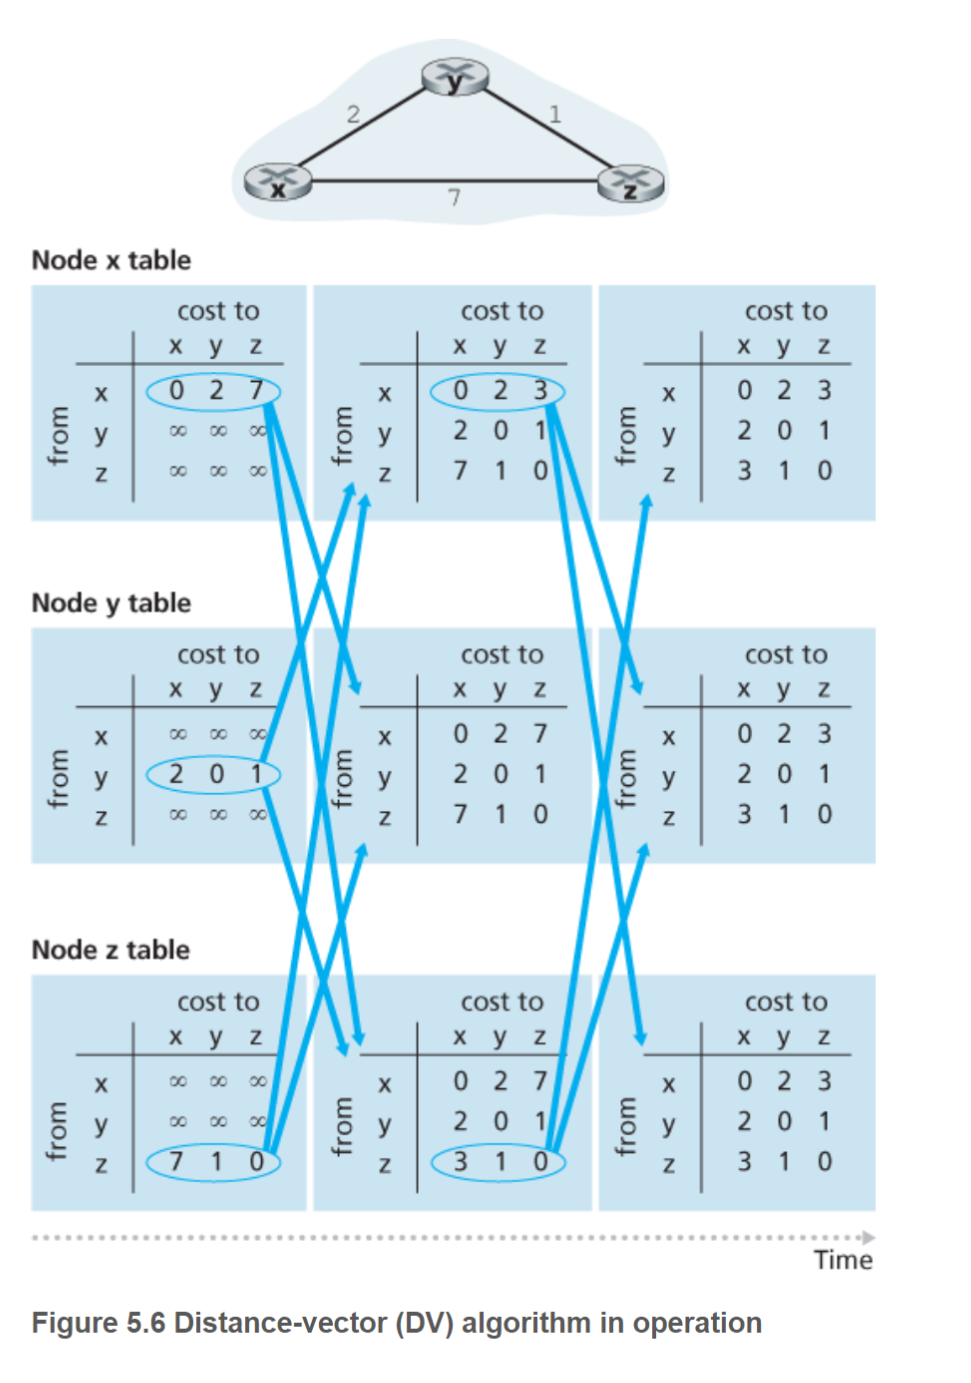 y
2 1
x z
7
Node x table
cost to cost to cost to
x y z x y z x y z
from x 0 2 7 from x 0 2 3 from x 0 2 3
y ∞ ∞ ∞ y 2 0 1 y 2 0 1
z ∞ ∞ ∞ z 7 1 0 z 3 1 0
Node y table
cost to cost to cost to
x y z x y z x y z
from x ∞ ∞ ∞ from x 0 2 7 from x 0 2 3
y 2 0 1 y 2 0 1 y 2 0 1
z ∞ ∞ ∞ z 7 1 0 z 3 1 0
Node z table
cost to cost to cost to
x y z x y z x y z
from x ∞ ∞ ∞ from x 0 2 7 from x 0 2 3
y ∞ ∞ ∞ y 2 0 1 y 2 0 1
z 7 1 0 z 3 1 0 z 3 1 0
Time
Figure 5.6 Distance-vector (DV) algorithm in operation